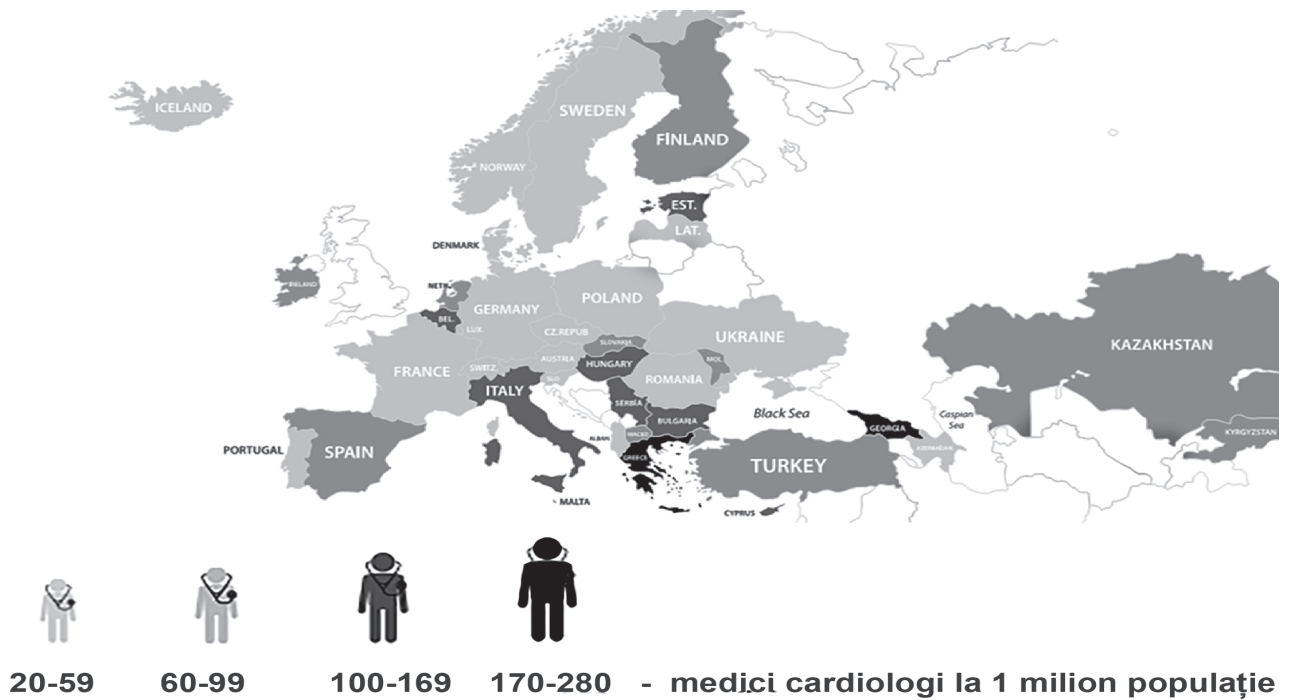 ICELAND
SWEDEN
FINLAND
NORWAY
EST.
LAT.
DENMARK
IRELAND
NETH.
GERMANY
POLAND
BEL.
LUX.
CZ.REPUB
UKRAINE
SLOVAKIA
KAZAKHSTAN
AUSTRIA
HUNGARY
MOL.
FRANCE
SWITZ.
ROMANIA
SLO.
ITALY
SERBIA
Black Sea
Caspian
Sea
BULGARIA
GEORGIA
KYRGYZSTAN
PORTUGAL
SPAIN
ALBAN
MACED
AZERBAIJAN
GREECE
TURKEY
MALTA
CYPRUS
20-59 60-99 100-169 170-280 - medici cardiologi la 1 milion populație